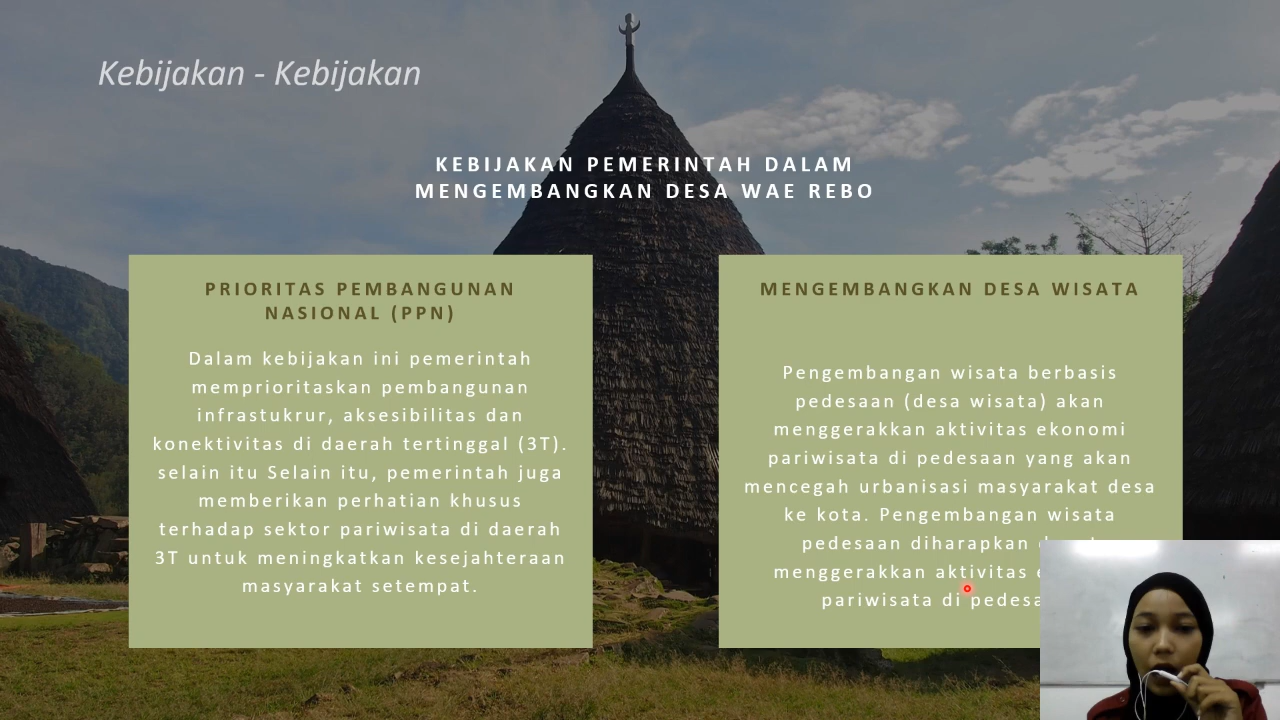 Kebijakan - Kebijakan
KEBIJAKAN PEMERINTAH DALAM
MENGEMBANGKAN DESA WAE REBO
PRIORITAS PEMBANGUNAN
NASIONAL (PPN)
Dalam kebijakan ini pemerintah
memprioritaskan pembangunan
infrastukrur, aksesibilitas dan
konektivitas di daerah tertinggal (3T).
selain itu Selain itu, pemerintah juga
memberikan perhatian khusus
terhadap sektor pariwisata di daerah
3T untuk meningkatkan kesejahteraan
masyarakat setempat.
MENGEMBANGKAN DESA WISATA
Pengembangan wisata berbasis
pedesaan (desa wisata) akan
menggerakkan aktivitas ekonomi
pariwisata di pedesaan yang akan
mencegah urbanisasi masyarakat desa
ke kota. Pengembangan wisata
pedesaan diharapkan
menggerakkan aktivitas
pariwisata di